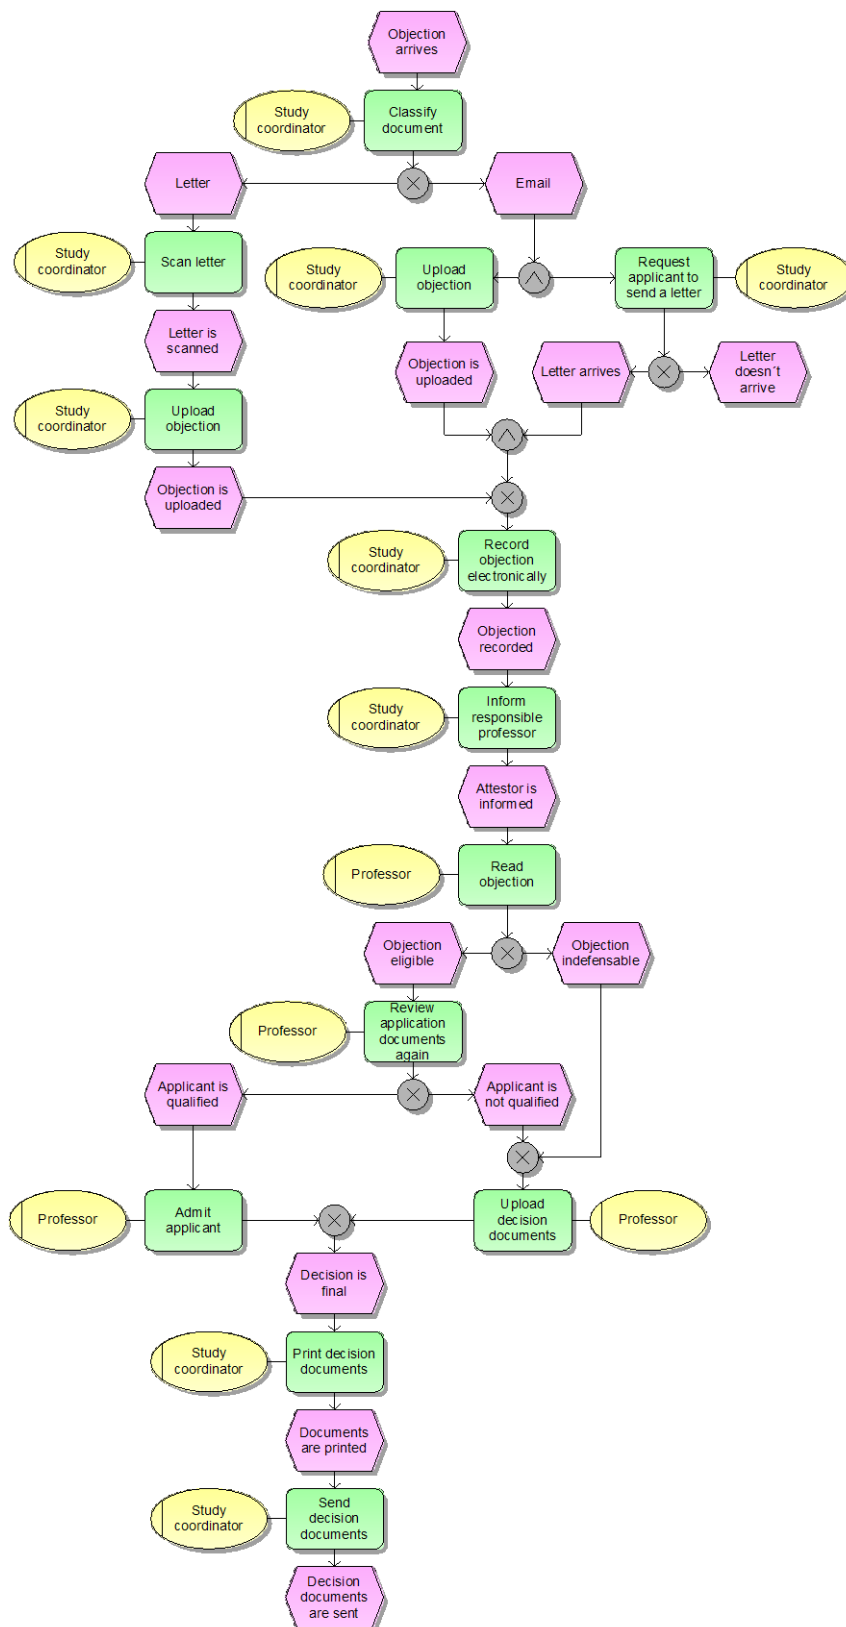 Objection
arrives
Study
coordinator
Classify
document
Letter
Email
Study
coordinator
Scan letter
Study
coordinator
Upload
objection
Request
applicant to
send a letter
Study
coordinator
Letter is
scanned
Objection is
uploaded
Letter arrives
Letter
doesn´t
arrive
Study
coordinator
Upload
objection
Objection is
uploaded
Study
coordinator
Record
objection
electronically
Objection
recorded
Study
coordinator
Inform
responsible
professor
Attestor is
informed
Professor
Read
objection
Objection
eligible
Objection
indefensable
Professor
Review
application
documents
again
Applicant is
qualified
Applicant is
not qualified
Professor
Admit
applicant
Upload
decision
documents
Professor
Decision is
final
Study
coordinator
Print decision
documents
Documents
are printed
Study
coordinator
Send
decision
documents
Decision
documents
are sent